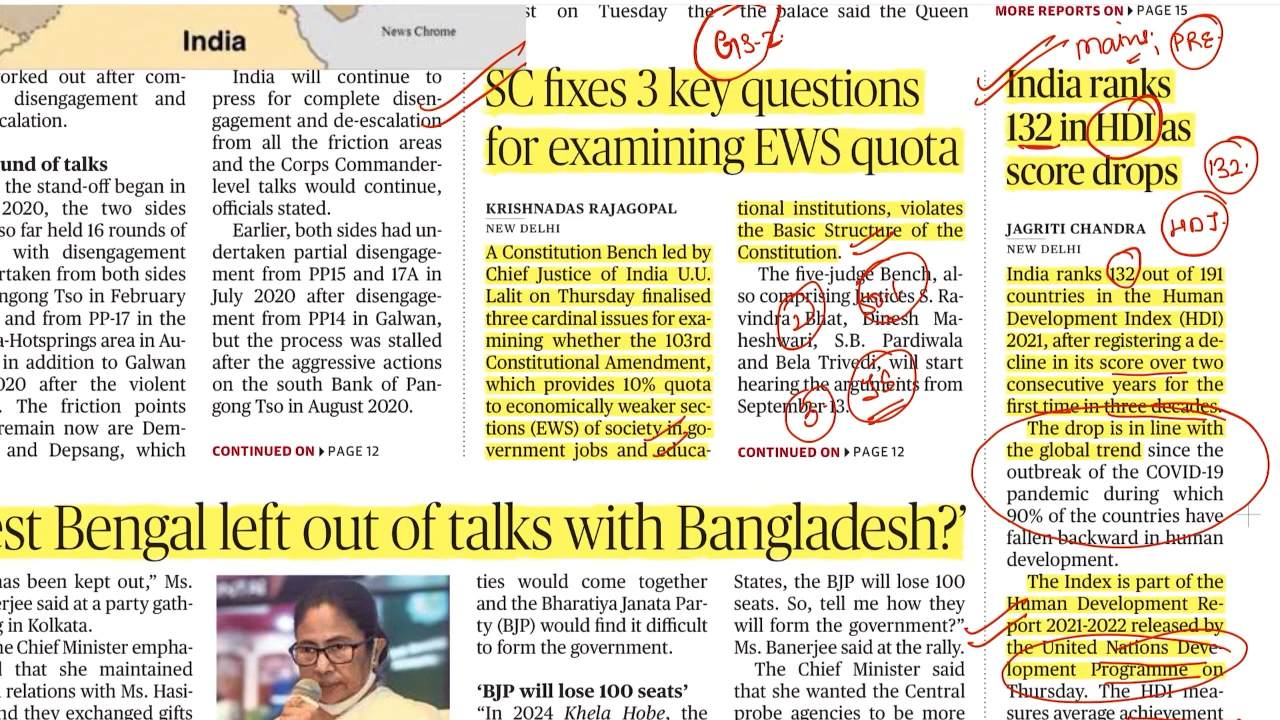 India
News Chrome
st on Tuesday the
the palace said the Queen
MORE REPORTS ON PAGE 15
GS-2
mains, PRE.
orked out after com-
disengagement and
calation.
und of talks
the stand-off began in
2020, the two sides
so far held 16 rounds of
with disengagement
rtaken from both sides
ngong Tso in February
and from PP-17 in the
a-Hotsprings area in Au-
in addition to Galwan
020 after the violent
. The friction points
remain now are Dem-
and Depsang, which
India will continue to
press for complete disen-
gagement and de-escalation
from all the friction areas
and the Corps Commander-
level talks would continue,
officials stated.
Earlier, both sides had un-
dertaken partial disengage-
ment from PP15 and 17A in
July 2020 after disengage-
ment from PP14 in Galwan,
but the process was stalled
after the aggressive actions
on the south Bank of Pan-
gong Tso in August 2020.
CONTINUED ON PAGE 12
SC fixes 3 key questions
for examining EWS quota
KRISHNADAS RAJAGOPAL
NEW DELHI
A Constitution Bench led by
Chief Justice of India U.U.
Lalit on Thursday finalised
three cardinal issues for exa-
mining whether the 103rd
Constitutional Amendment,
which provides 10% quota
to economically weaker sec-
tions (EWS) of society in go-
vernment jobs and educa-
tional institutions, violates
the Basic Structure of the
Constitution.
The five-judge Bench, al-
so comprising Justices S. Ra-
vindra Bhat, Dinesh Ma-
heshwari, S.B. Pardiwala
and Bela Trivedi, will start
hearing the arguments from
September 13.
CONTINUED ON PAGE 12
India ranks
132 in HDI as
score drops
132.
HDI.
JAGRITI CHANDRA
NEW DELHI
India ranks 132 out of 191
countries in the Human
Development Index (HDI)
2021, after registering a de-
cline in its score over two
consecutive years for the
first time in three decades.
The drop is in line with
the global trend since the
outbreak of the COVID-19
pandemic during which
90% of the countries have
fallen backward in human
development.
The Index is part of the
Human Development Re-
port 2021-2022 released by
the United Nations Deve-
lopment Programme on
Thursday. The HDI mea-
sures average achievement
est Bengal left out of talks with Bangladesh?’
has been kept out,” Ms.
erjee said at a party gath-
g in Kolkata.
he Chief Minister empha-
d that she maintained
relations with Ms. Hasi-
nd they exchanged gifts
ties would come together
and the Bharatiya Janata Par-
ty (BJP) would find it difficult
to form the government.
‘BJP will lose 100 seats’
“In 2024 Khela Hobe, the
States, the BJP will lose 100
seats. So, tell me how they
will form the government?”
Ms. Banerjee said at the rally.
The Chief Minister said
that she wanted the Central
probe agencies to be more